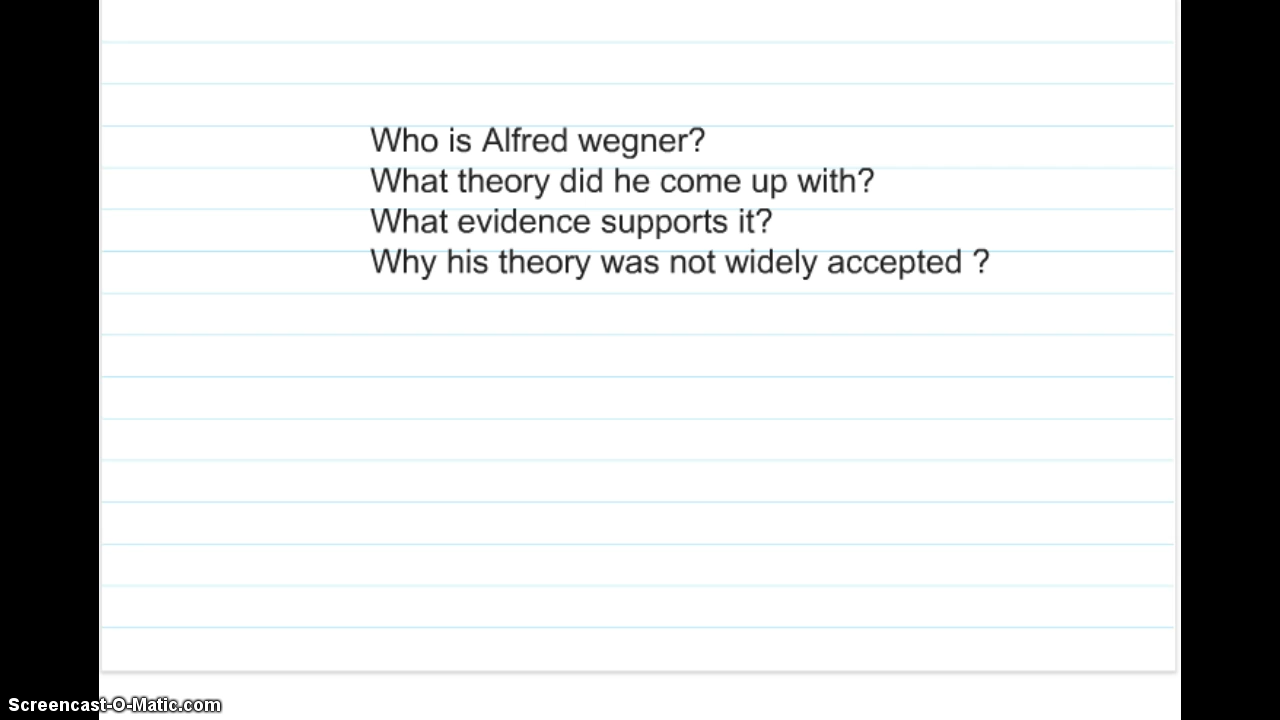 Who is Alfred wegner?
What theory did he come up with?
What evidence supports it?
Why his theory was not widely accepted ?
Screencast-O-Matic.com